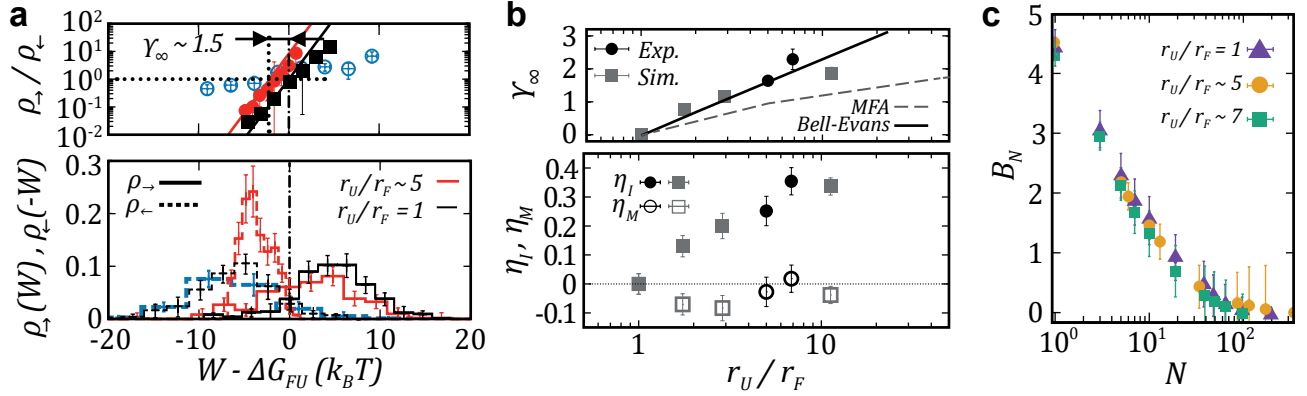 a
10²
10¹
10⁰
10⁻¹
10⁻²
ρ→ / ρ←
ϒ∞ ~ 1.5
0.3
0.2
0.1
0
ρ→(W) , ρ←(-W)
ρ→
ρ←
r_U / r_F ~ 5
r_U / r_F = 1
-20 -10 0 10 20
W - ΔG_FU (k_BT)
b
3
2
1
0
ϒ∞
Exp.
Sim.
MFA
Bell-Evans
0.4
0.3
0.2
0.1
0
-0.1
η_I , η_M
η_I
η_M
1 10
r_U / r_F
c
5
4
3
2
1
0
B_N
r_U / r_F = 1
r_U / r_F ~ 5
r_U / r_F ~ 7
10⁰ 10¹ 10²
N